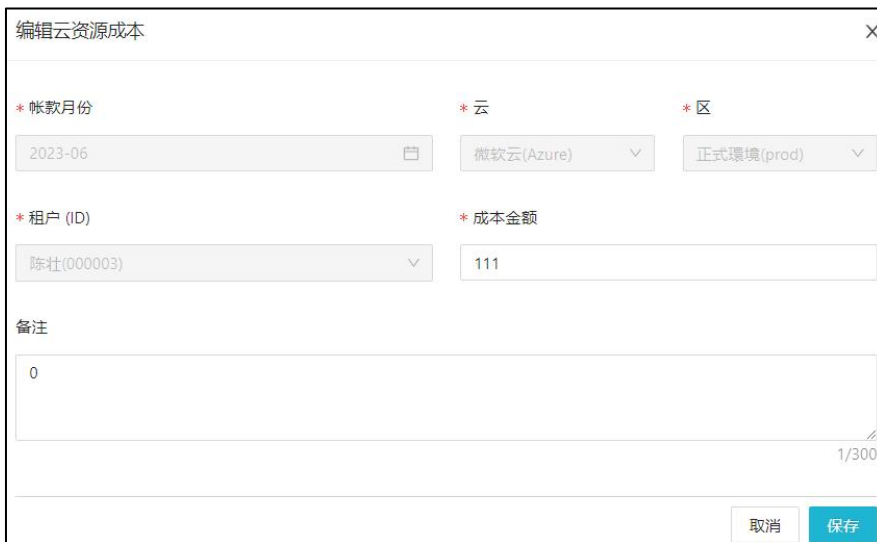 编辑云资源成本
* 帐款月份
* 云
* 区
2023-06
微软云(Azure)
正式環境(prod)
* 租户 (ID)
* 成本金额
陈壮(000003)
111
备注
0
1/300
取消
保存